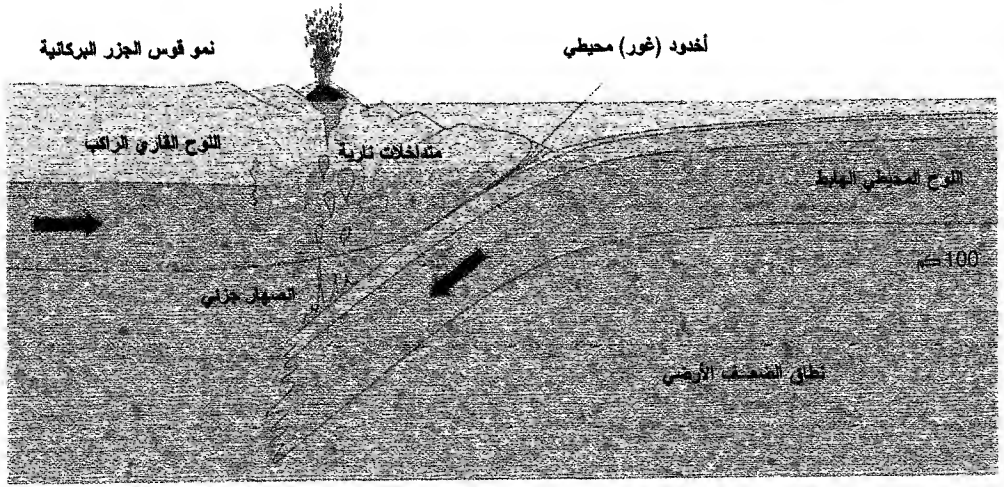 أخدود (غور) محيطي
نمو قوس الجزر البركانية
اللوح القاري الراكب
متداخلات نارية
اللوح المحيطي الهابط
100 كم
انصهار جزئي
نطاق الضعف الأرضي